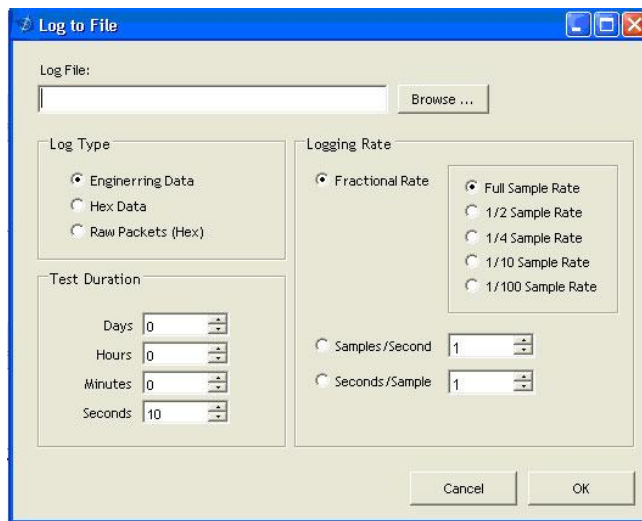 Log to File
Log File:
Browse ...
Log Type
Enginerring Data
Hex Data
Raw Packets (Hex)
Test Duration
Days 0
Hours 0
Minutes 0
Seconds 10
Logging Rate
Fractional Rate
Full Sample Rate
1/2 Sample Rate
1/4 Sample Rate
1/10 Sample Rate
1/100 Sample Rate
Samples/Second 1
Seconds/Sample 1
Cancel
OK